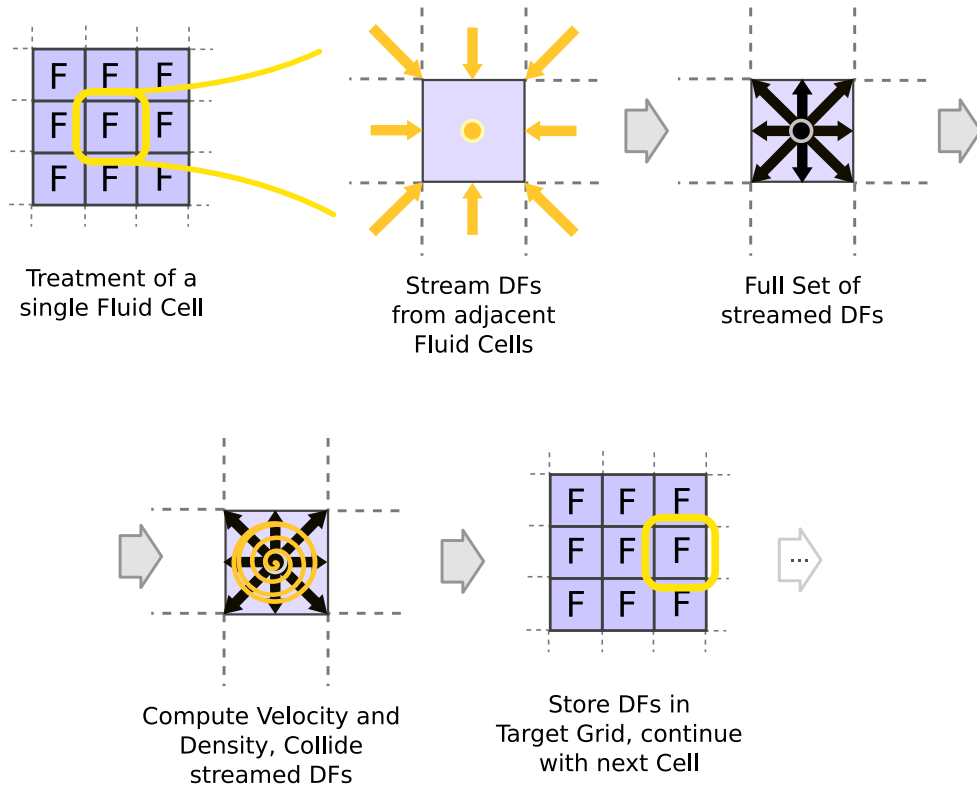 F F F
F F F
F F F
Treatment of a
single Fluid Cell
Stream DFs
from adjacent
Fluid Cells
Full Set of
streamed DFs
Compute Velocity and
Density, Collide
streamed DFs
F F F
F F F
F F F
Store DFs in
Target Grid, continue
with next Cell
...